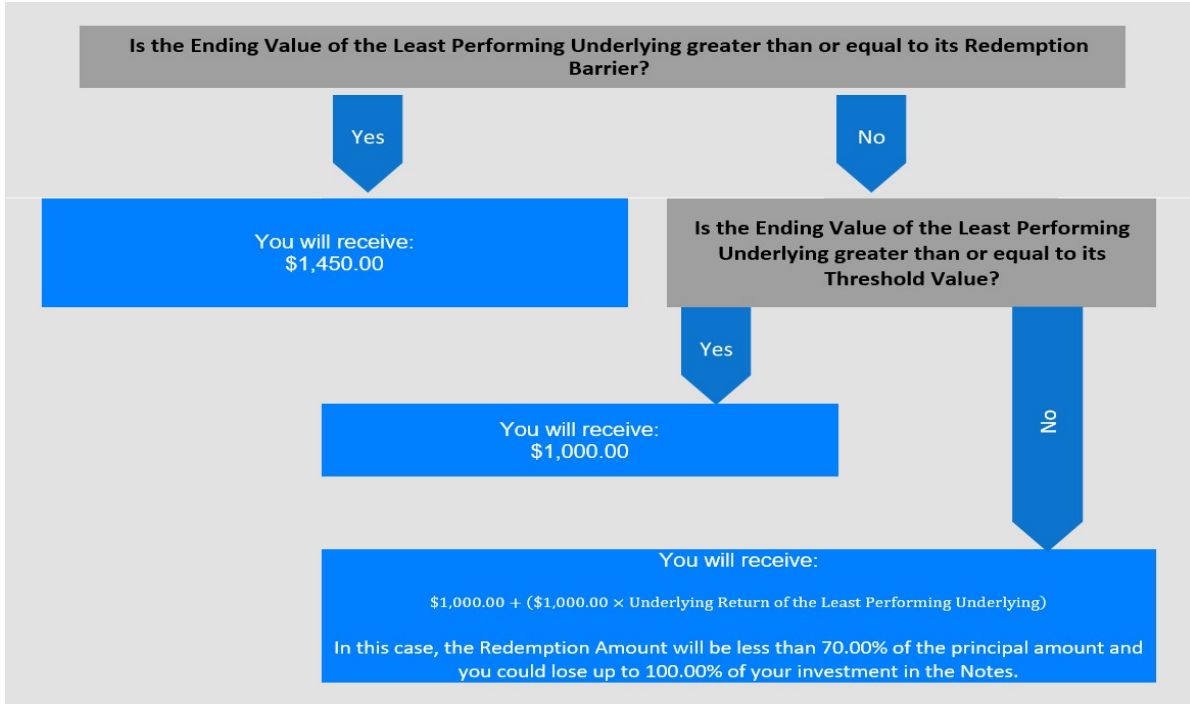 Is the Ending Value of the Least Performing Underlying greater than or equal to its Redemption
Barrier?
Yes
No
You will receive:
$1,450.00
Is the Ending Value of the Least Performing
Underlying greater than or equal to its
Threshold Value?
Yes
No
You will receive:
$1,000.00
You will receive:
$1,000.00 + ($1,000.00 × Underlying Return of the Least Performing Underlying)
In this case, the Redemption Amount will be less than 70.00% of the principal amount and
you could lose up to 100.00% of your investment in the Notes.